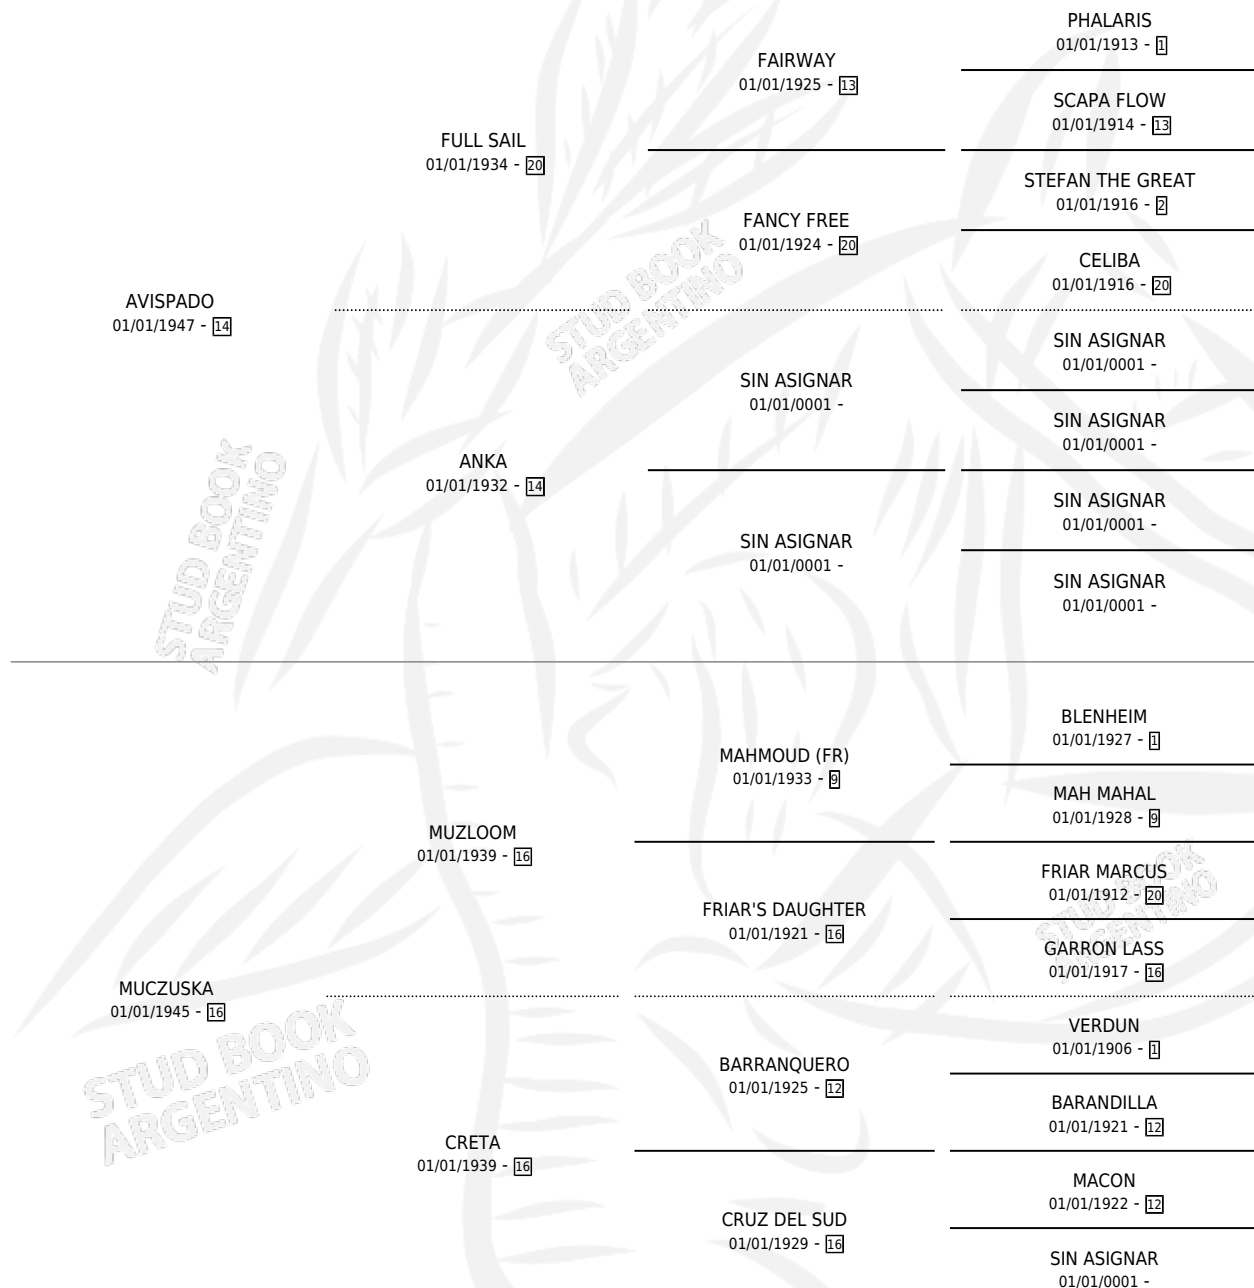 PHALARIS
01/01/1913 - 1
FAIRWAY
01/01/1925 - 13
SCAPA FLOW
01/01/1914 - 13
FULL SAIL
01/01/1934 - 20
STEFAN THE GREAT
01/01/1916 - 2
FANCY FREE
01/01/1924 - 20
CELIBA
01/01/1916 - 20
AVISPADO
01/01/1947 - 14
STUD BOOK
ARGENTINO
SIN ASIGNAR
01/01/0001 -
SIN ASIGNAR
01/01/0001 -
SIN ASIGNAR
01/01/0001 -
ANKA
01/01/1932 - 14
STUD BOOK
ARGENTINO
SIN ASIGNAR
01/01/0001 -
SIN ASIGNAR
01/01/0001 -
SIN ASIGNAR
01/01/0001 -
BLENHEIM
01/01/1927 - 1
MAHMOUD (FR)
01/01/1933 - 9
MAH MAHAL
01/01/1928 - 9
MUZLOOM
01/01/1939 - 16
FRIAR MARCUS
01/01/1912 - 20
STUD BOOK
ARGENTINO
FRIAR'S DAUGHTER
01/01/1921 - 16
GARRON LASS
01/01/1917 - 16
MUCZUSKA
01/01/1945 - 16
STUD BOOK
ARGENTINO
VERDUN
01/01/1906 - 1
BARRANQUERO
01/01/1925 - 12
BARANDILLA
01/01/1921 - 12
CRETA
01/01/1939 - 16
MACON
01/01/1922 - 12
CRUZ DEL SUD
01/01/1929 - 16
SIN ASIGNAR
01/01/0001 -